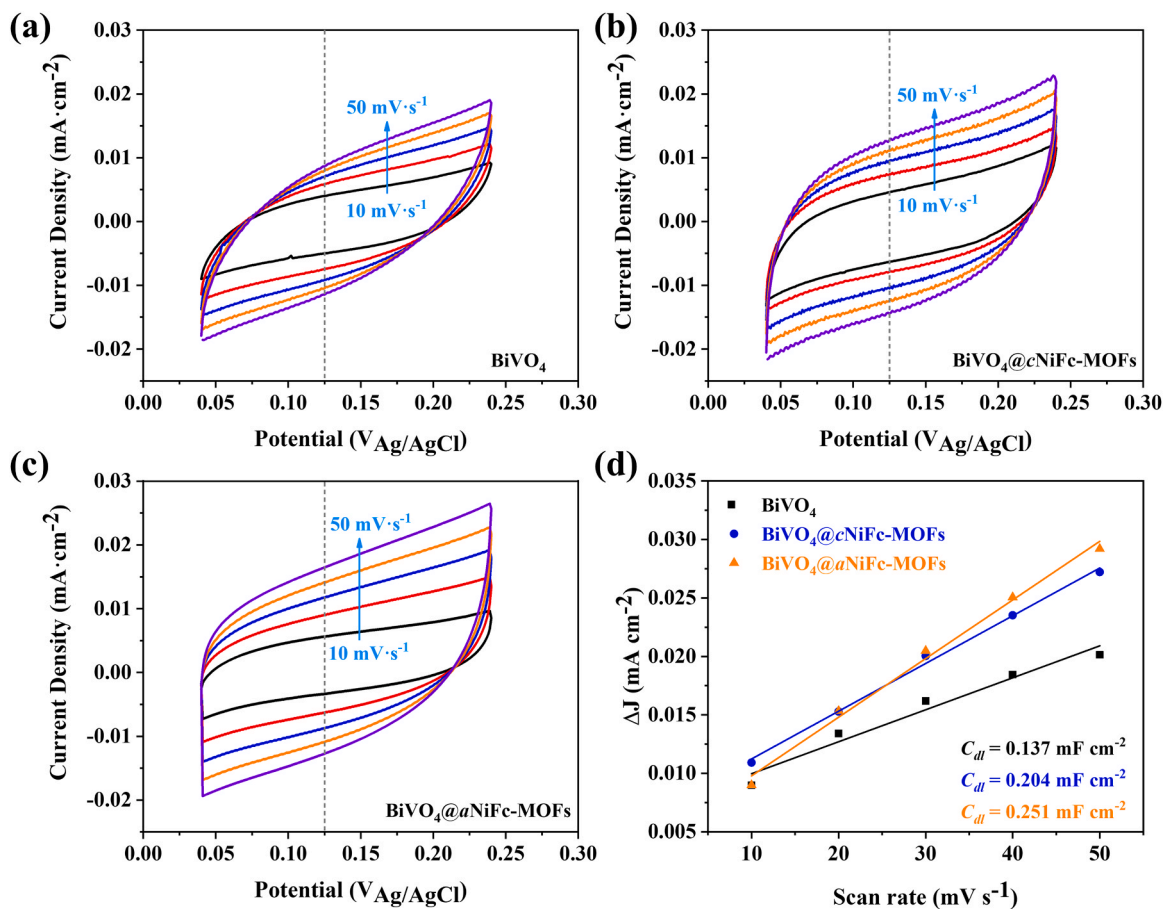 (a)
0.03
0.02
0.01
0.00
-0.01
-0.02
Current Density (mA·cm⁻²)
50 mV·s⁻¹
10 mV·s⁻¹
BiVO₄
0.00 0.05 0.10 0.15 0.20 0.25 0.30
Potential (V_Ag/AgCl)
(b)
0.03
0.02
0.01
0.00
-0.01
-0.02
Current Density (mA·cm⁻²)
50 mV·s⁻¹
10 mV·s⁻¹
BiVO₄@cNiFc-MOFs
0.00 0.05 0.10 0.15 0.20 0.25 0.30
Potential (V_Ag/AgCl)
(c)
0.03
0.02
0.01
0.00
-0.01
-0.02
Current Density (mA·cm⁻²)
50 mV·s⁻¹
10 mV·s⁻¹
BiVO₄@aNiFc-MOFs
0.00 0.05 0.10 0.15 0.20 0.25 0.30
Potential (V_Ag/AgCl)
(d)
0.035
0.030
0.025
0.020
0.015
0.010
0.005
ΔJ (mA cm⁻²)
BiVO₄
BiVO₄@cNiFc-MOFs
BiVO₄@aNiFc-MOFs
C_dl = 0.137 mF cm⁻²
C_dl = 0.204 mF cm⁻²
C_dl = 0.251 mF cm⁻²
10 20 30 40 50
Scan rate (mV s⁻¹)